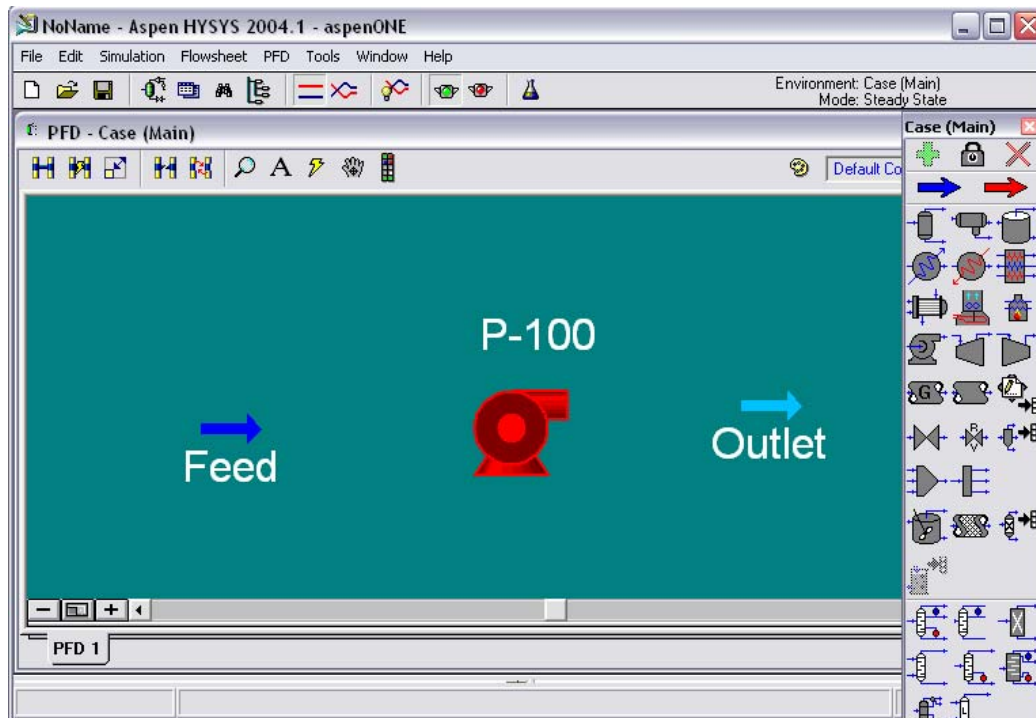 NoName - Aspen HYSYS 2004.1 - aspenONE
File Edit Simulation Flowsheet PFD Tools Window Help
Environment: Case (Main)
Mode: Steady State
PFD - Case (Main)
Case (Main)
A
Default Co
P-100
Feed
Outlet
G
R
V
L
PFD 1